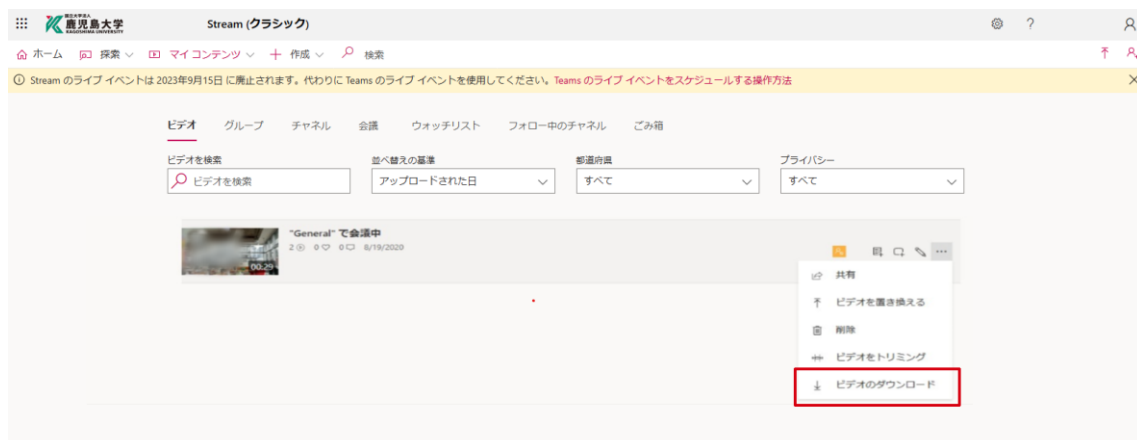 国立大学法人
鹿児島大学
KAGOSHIMA UNIVERSITY
Stream (クラシック)
?
ホーム 探索 マイ コンテンツ 作成 検索
Stream のライブ イベントは 2023年9月15日 に廃止されます。代わりに Teams のライブ イベントを使用してください。Teams のライブ イベントをスケジュールする操作方法
ビデオ グループ チャネル 会議 ウォッチリスト フォロー中のチャネル ごみ箱
ビデオを検索 並べ替えの基準 都道府県 プライバシー
ビデオを検索 アップロードされた日 すべて すべて
"General" で会議中
2 0 0 8/19/2020
00:29
共有
ビデオを置き換える
削除
ビデオをトリミング
ビデオのダウンロード